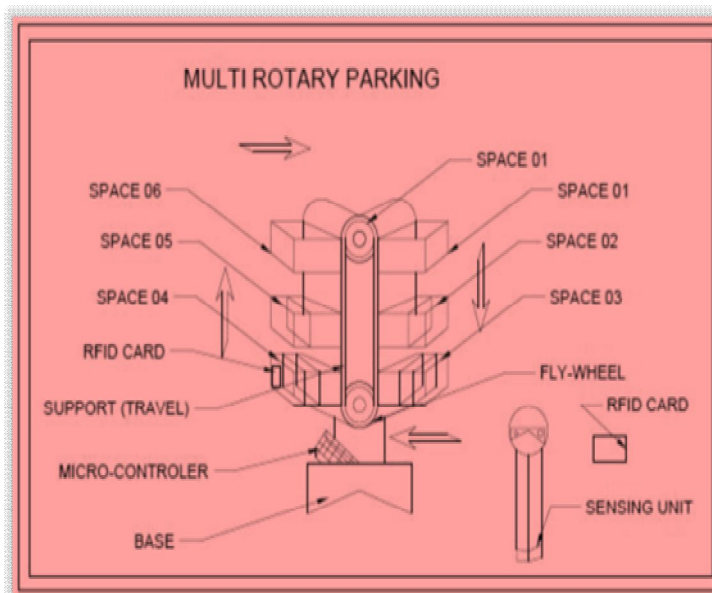 MULTI ROTARY PARKING
SPACE 01
SPACE 06
SPACE 01
SPACE 05
SPACE 02
SPACE 04
SPACE 03
RFID CARD
FLY-WHEEL
SUPPORT (TRAVEL)
RFID CARD
MICRO-CONTROLER
SENSING UNIT
BASE